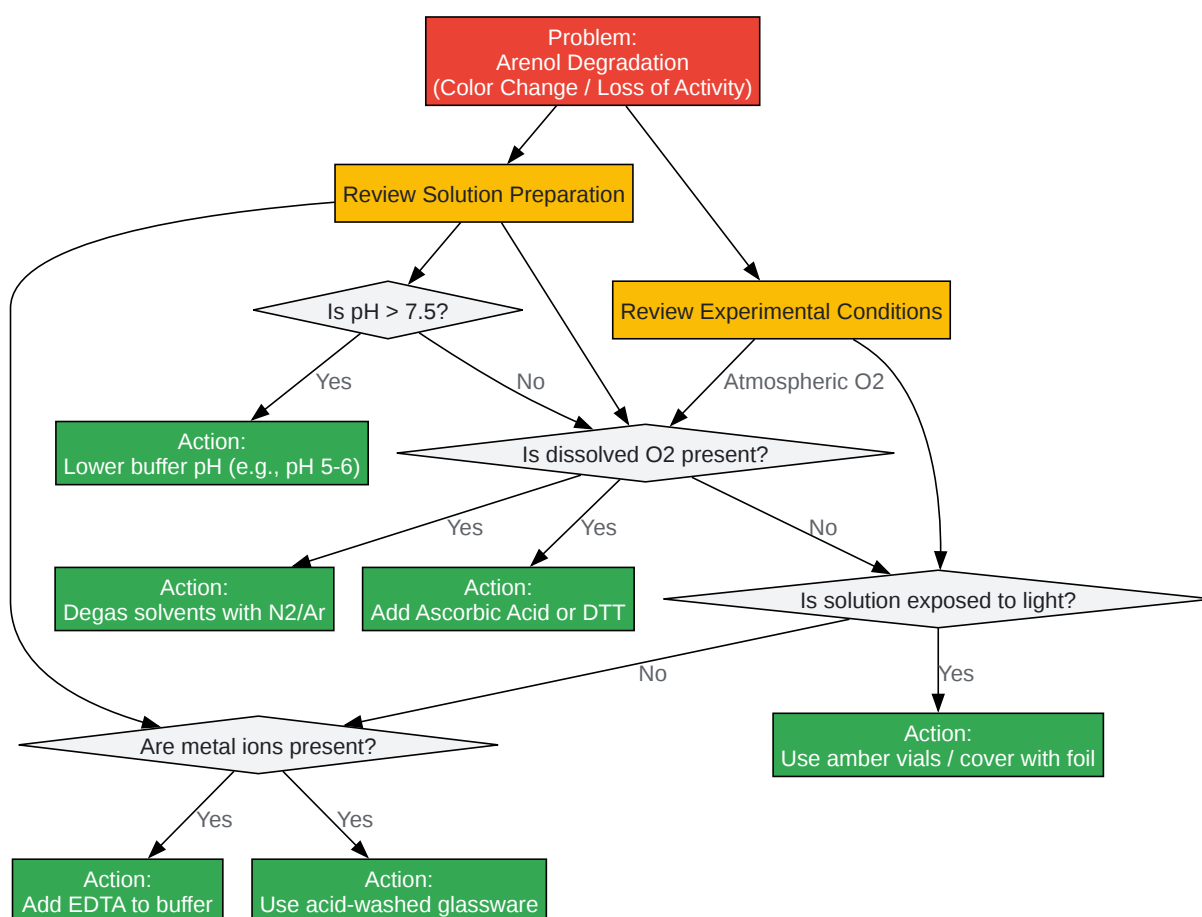 Problem:
Arenol Degradation
(Color Change / Loss of Activity)
Review Solution Preparation
Is pH > 7.5?
Review Experimental Conditions
Yes
No
Atmospheric O2
Action:
Lower buffer pH (e.g., pH 5-6)
Is dissolved O2 present?
Yes
Yes
No
Action:
Degas solvents with N2/Ar
Action:
Add Ascorbic Acid or DTT
Is solution exposed to light?
No
Yes
Are metal ions present?
Action:
Use amber vials / cover with foil
Yes
Yes
Action:
Add EDTA to buffer
Action:
Use acid-washed glassware